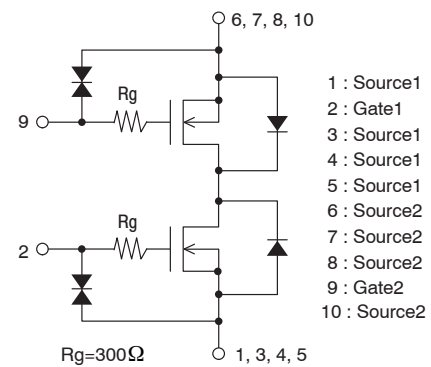 6, 7, 8, 10
Rg
9
Rg
2
Rg=300Ω
1, 3, 4, 5
1 : Source1
2 : Gate1
3 : Source1
4 : Source1
5 : Source1
6 : Source2
7 : Source2
8 : Source2
9 : Gate2
10 : Source2